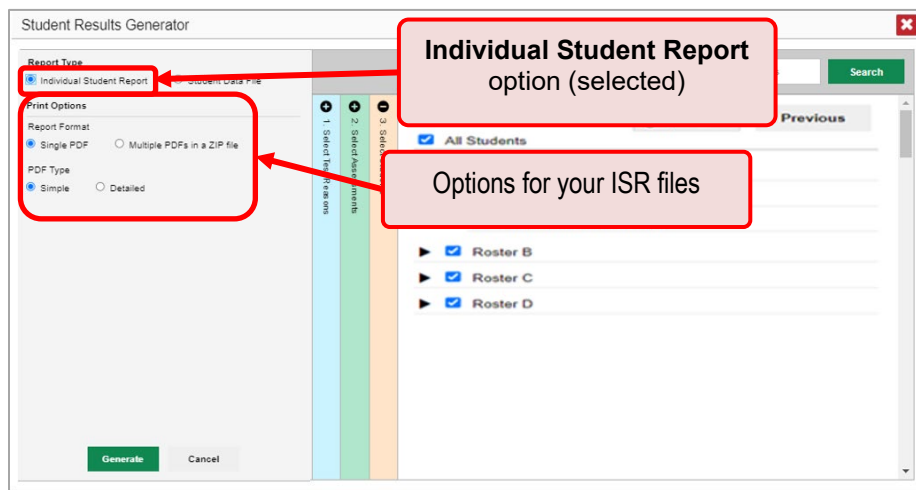 Student Results Generator
Report Type
Individual Student Report
Student Data File
Print Options
Report Format
Single PDF
Multiple PDFs in a ZIP file
PDF Type
Simple
Detailed
Generate
Cancel
1. Select Test Reasons
2. Select Assessments
3. Select
Individual Student Report
option (selected)
Search
Previous
All Students
Options for your ISR files
Roster B
Roster C
Roster D